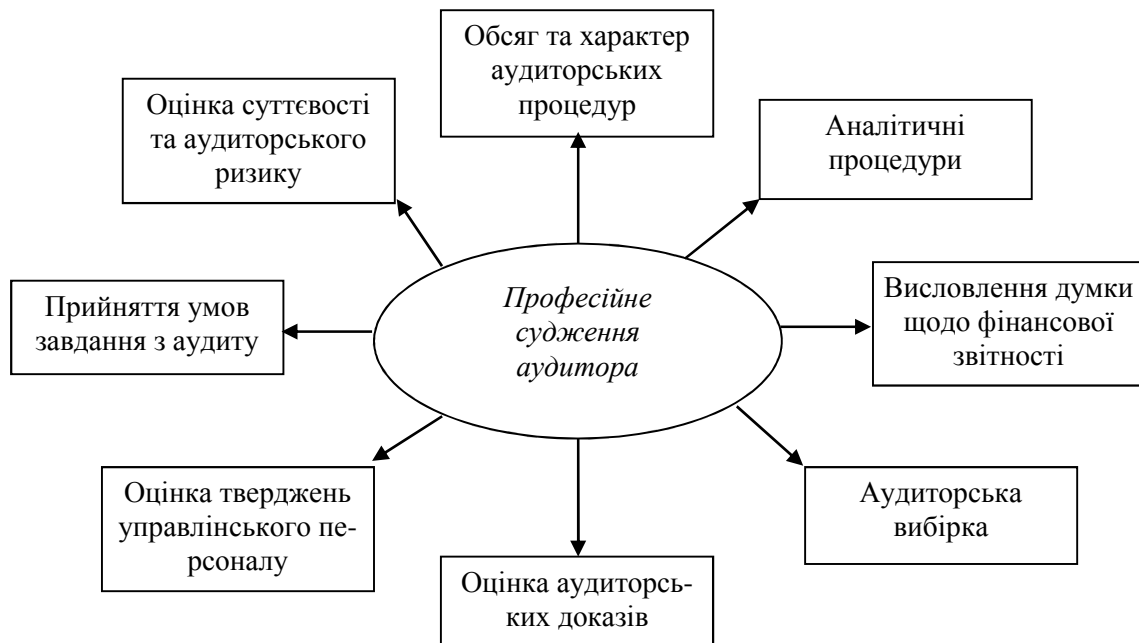 Обсяг та характер
аудиторських
процедур
Оцінка суттєвості
та аудиторського
ризику
Аналітичні
процедури
Прийняття умов
завдання з аудиту
Професійне
судження
аудитора
Висловлення думки
щодо фінансової
звітності
Оцінка тверджень
управлінського пе-
рсоналу
Оцінка аудиторсь-
ких доказів
Аудиторська
вибірка